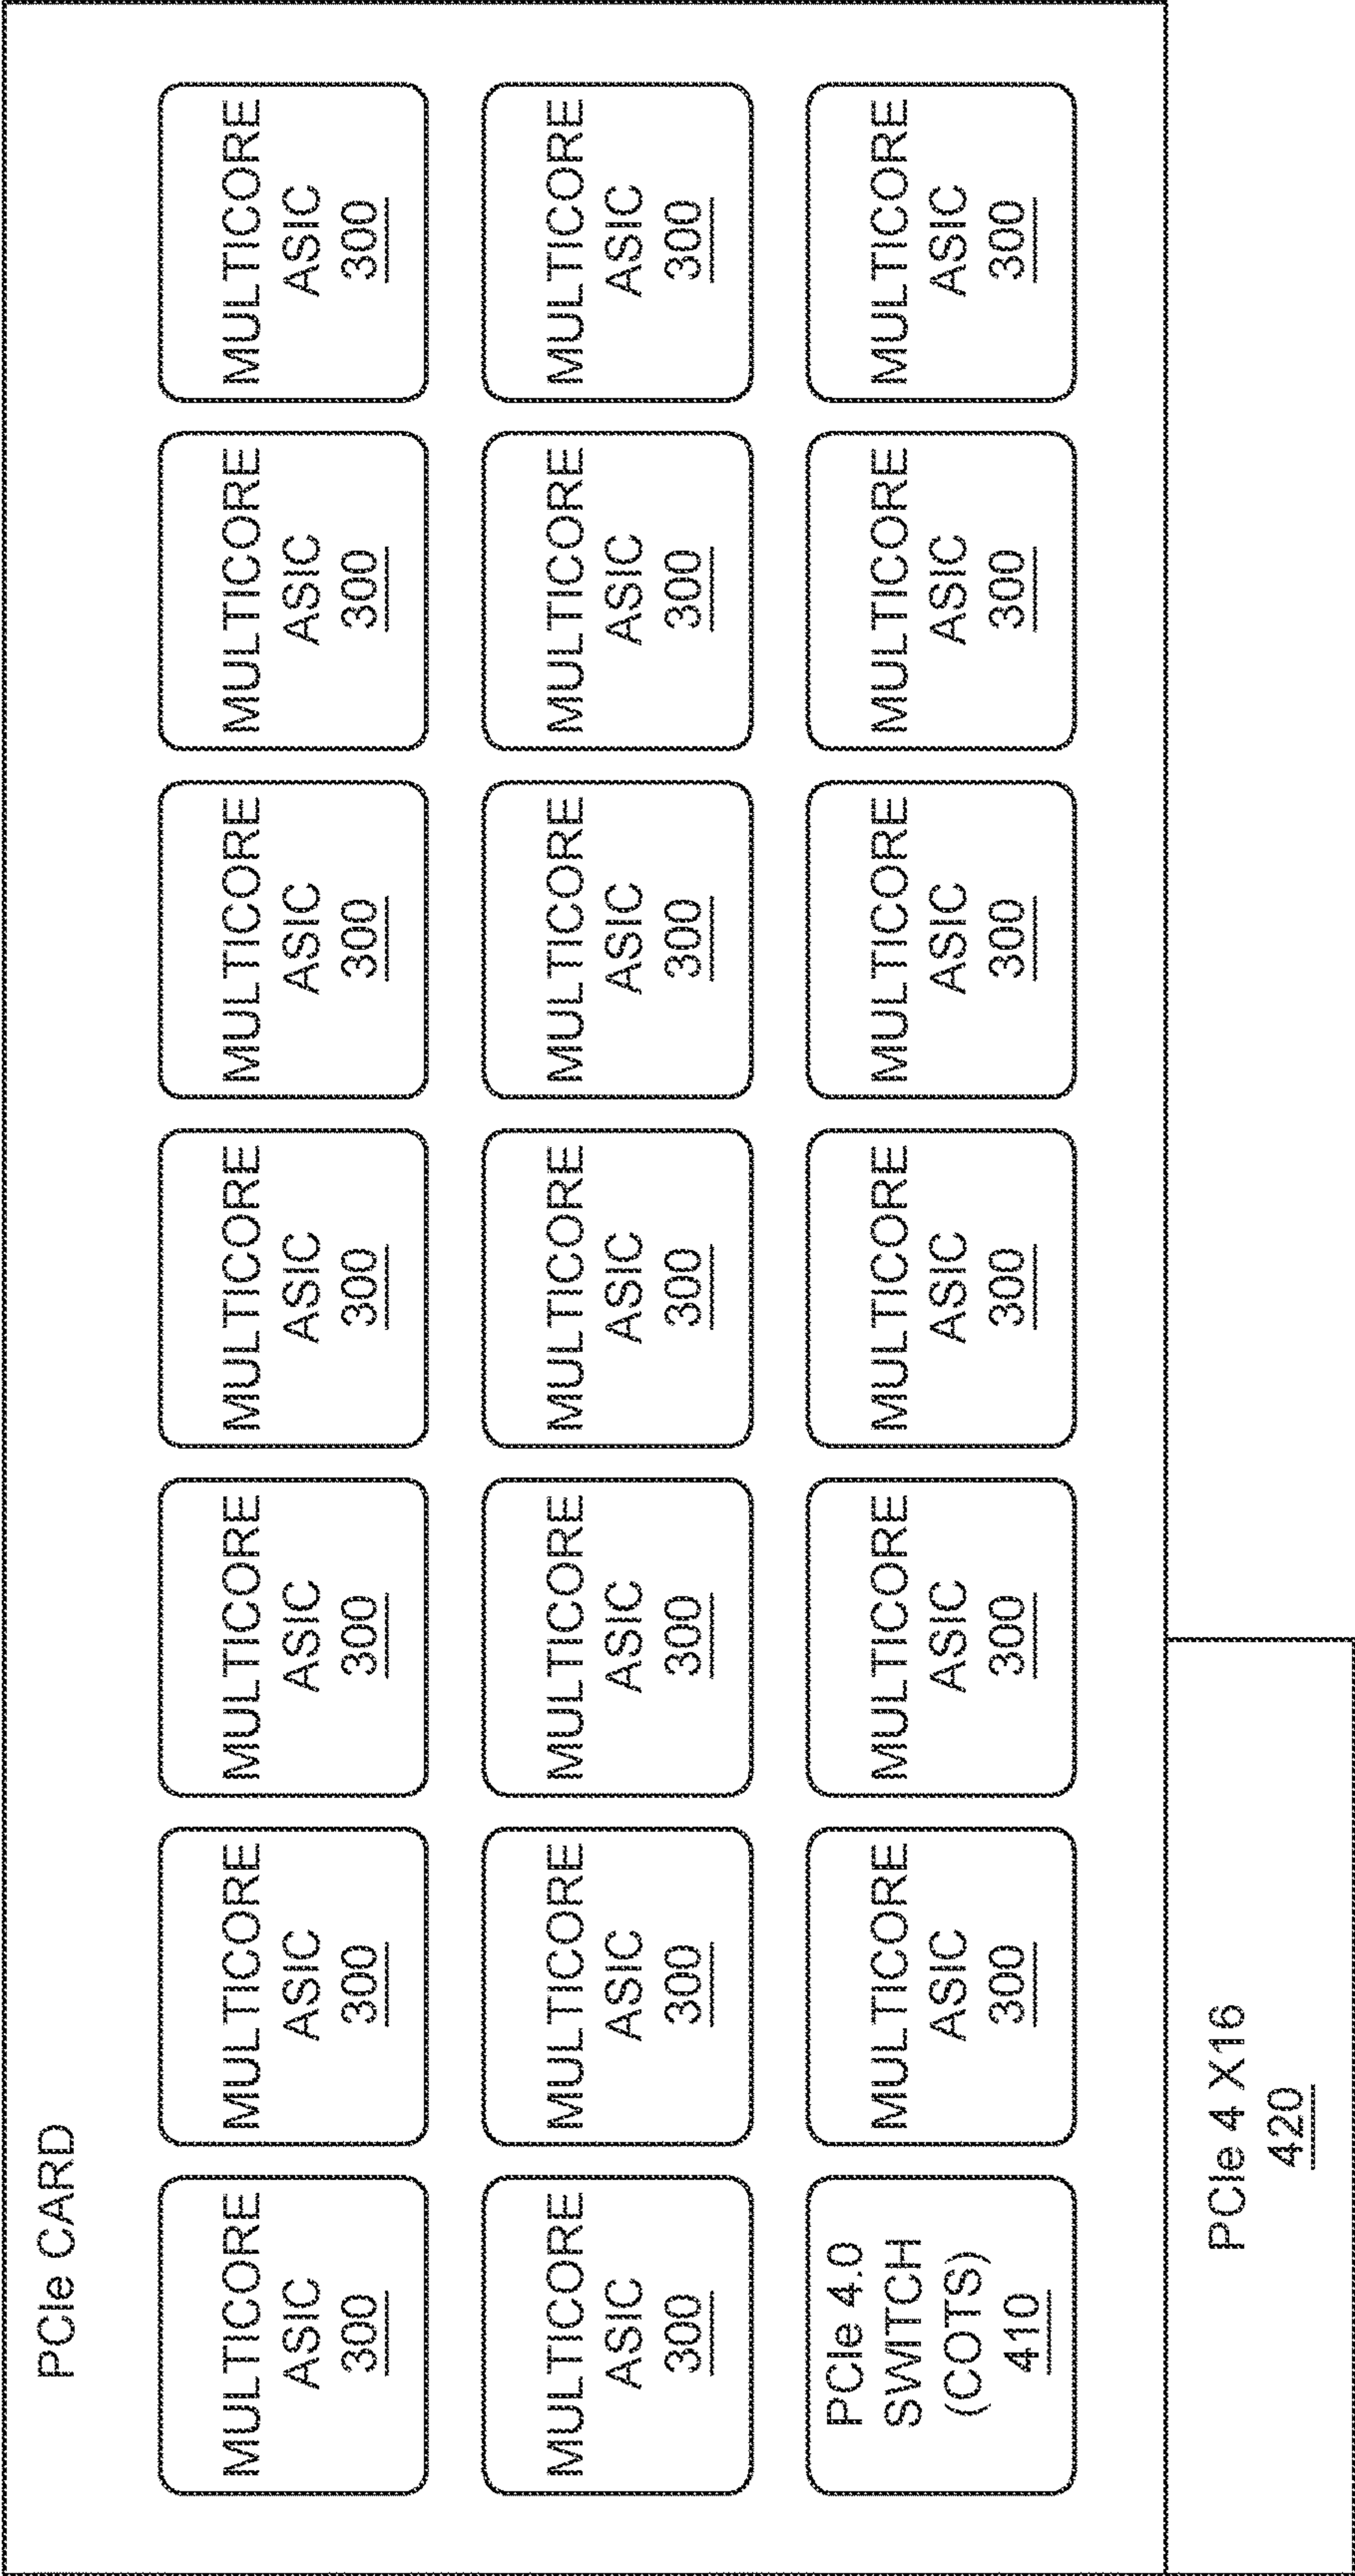 PCIe CARD
MULTICORE
ASIC
300
MULTICORE
ASIC
300
MULTICORE
ASIC
300
MULTICORE
ASIC
300
MULTICORE
ASIC
300
MULTICORE
ASIC
300
MULTICORE
ASIC
300
MULTICORE
ASIC
300
MULTICORE
ASIC
300
MULTICORE
ASIC
300
MULTICORE
ASIC
300
MULTICORE
ASIC
300
MULTICORE
ASIC
300
MULTICORE
ASIC
300
PCIe 4.0
SWITCH
(COTS)
410
MULTICORE
ASIC
300
MULTICORE
ASIC
300
MULTICORE
ASIC
300
MULTICORE
ASIC
300
MULTICORE
ASIC
300
MULTICORE
ASIC
300
PCIe 4 X16
420